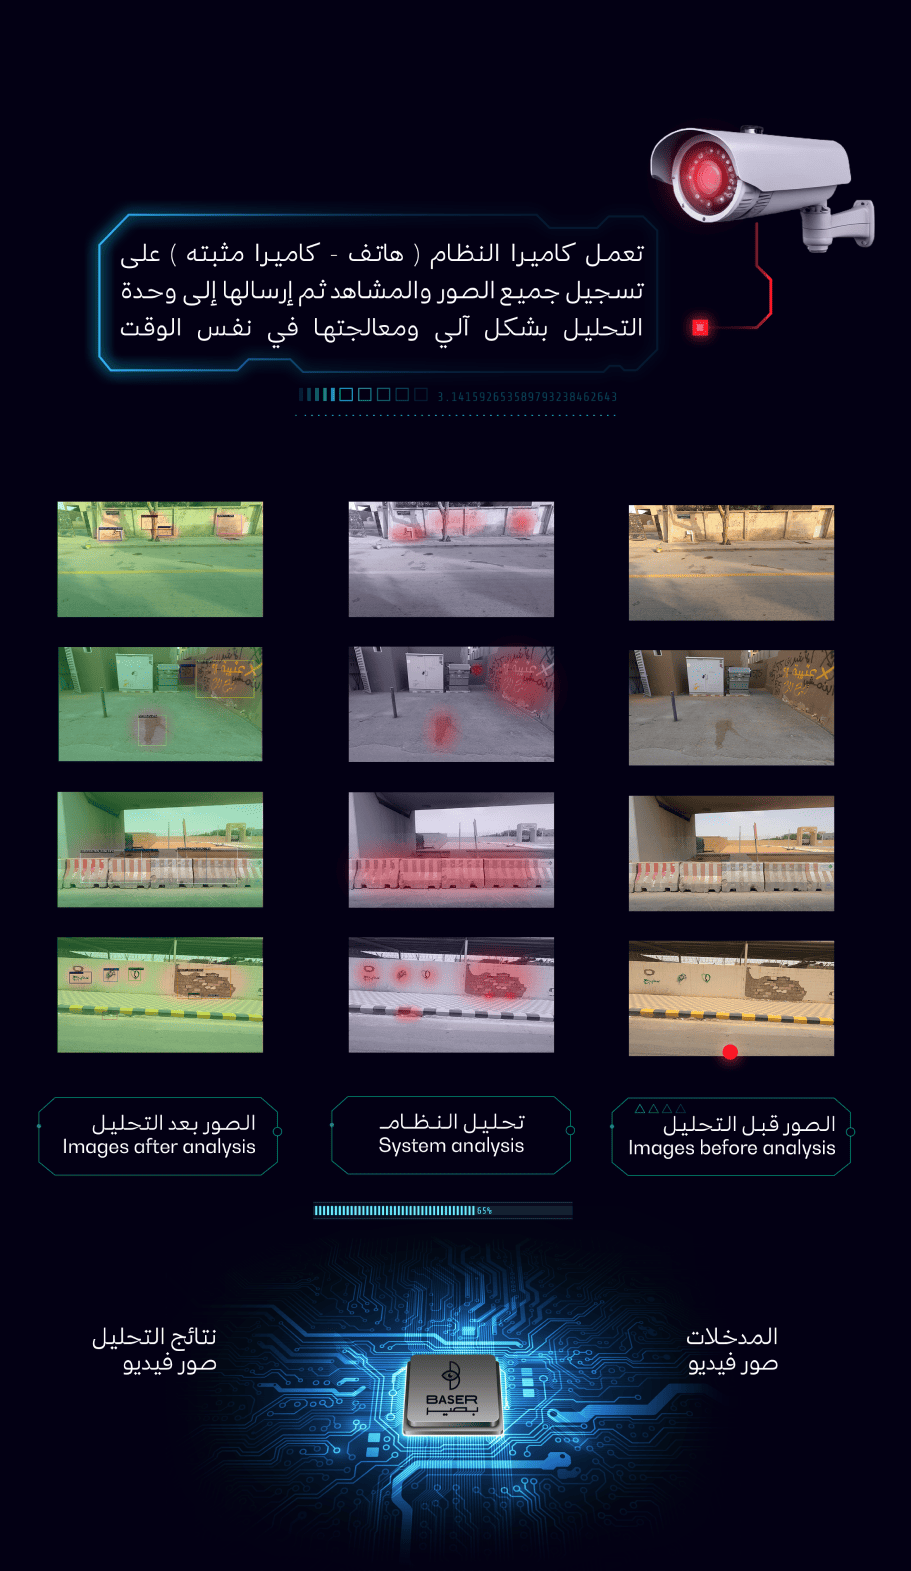 تعمل كاميرا النظام ( هاتف - كاميرا مثبته ) على
تسجيل جميع الصور والمشاهد ثم إرسالها إلى وحدة
التحليل بشكل آلي ومعالجتها في نفس الوقت
3.141592653589793238462643
الصور قبل التحليل
Images before analysis
تحليل النظام
System analysis
الصور بعد التحليل
Images after analysis
65%
المدخلات
صور فيديو
BASER
بصير
نتائج التحليل
صور فيديو